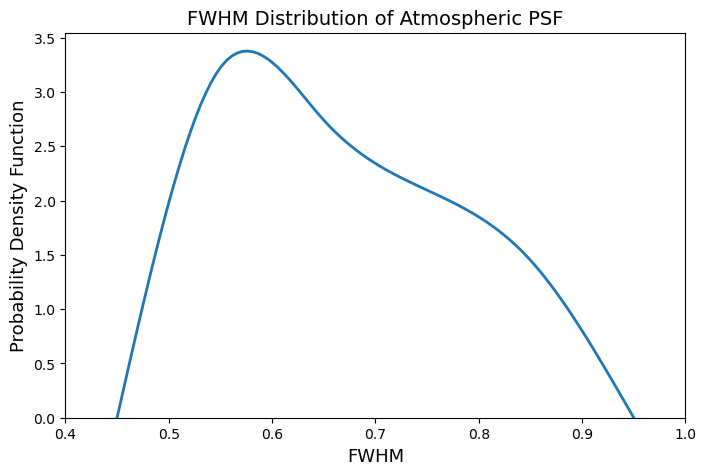 FWHM Distribution of Atmospheric PSF
Probability Density Function
3.5
3.0
2.5
2.0
1.5
1.0
0.5
0.0
0.4 0.5 0.6 0.7 0.8 0.9 1.0
FWHM